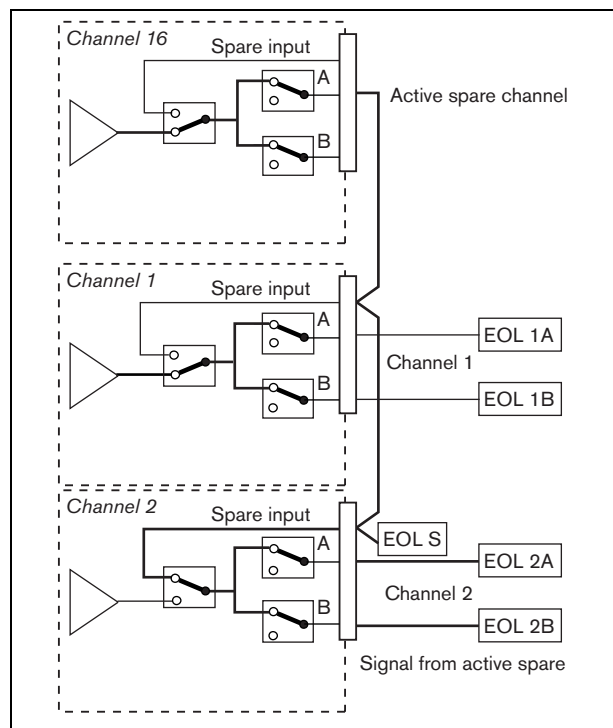 Channel 16
Spare input
A
Active spare channel
B
Channel 1
Spare input
A
EOL 1A
Channel 1
B
EOL 1B
Channel 2
Spare input
A
EOL S
EOL 2A
Channel 2
B
EOL 2B
Signal from active spare